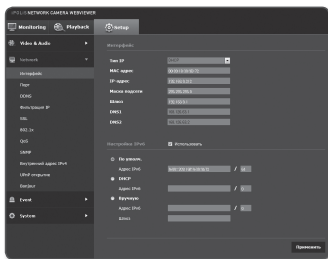 iPOLIS NETWORK CAMERA WEBVIEWER
Monitoring
Playback
Setup
Video & Audio
Network
Интерфейс
Порт
DDNS
Фильтрация IP
SSL
802.1x
QoS
SNMP
Внутренний адрес IPv4
UPnP открытие
Bonjour
Event
System
Интерфейс
Тип IP
MAC адрес
IP-адрес
Маска подсети
Шлюз
DNS1
DNS2
Настройки IPv6
Использовать
По умолч.
Адрес IPv6
/
DHCP
Адрес IPv6
/
Вручную
Адрес IPv6
/
Шлюз
Применить